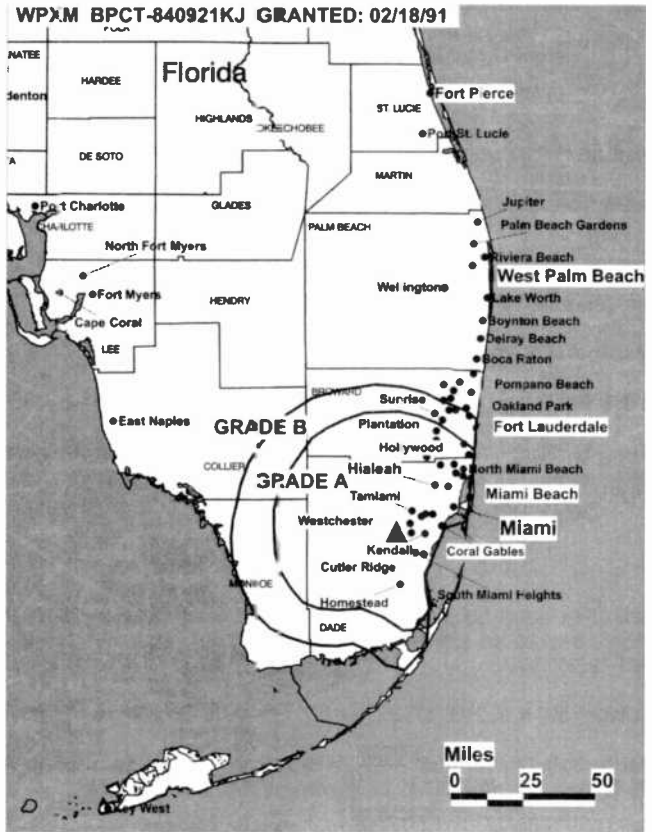 WPXM BPCT-840921KJ GRANTED: 02/18/91
Florida
HARDEE
HIGHLANDS
ST. LUCIE
Fort Pierce
Port St. Lucie
DE SOTO
MARTIN
Port Charlotte
GLADES
PALM BEACH
Jupiter
Palm Beach Gardens
North Fort Myers
Riviera Beach
West Palm Beach
Wellington
Fort Myers
HENDRY
Lake Worth
Cape Coral
Boynton Beach
LEE
Delray Beach
Boca Raton
BROWARD
Pompano Beach
Sunrise
Oakland Park
East Naples
GRADE B
Plantation
Fort Lauderdale
Hollywood
COLLIER
Hialeah
North Miami Beach
GRADE A
Tamiami
Miami Beach
Westchester
Miami
Kendall
Coral Gables
Cutler Ridge
MONROE
Homestead
South Miami Heights
DADE
Miles
0 25 50
Key West